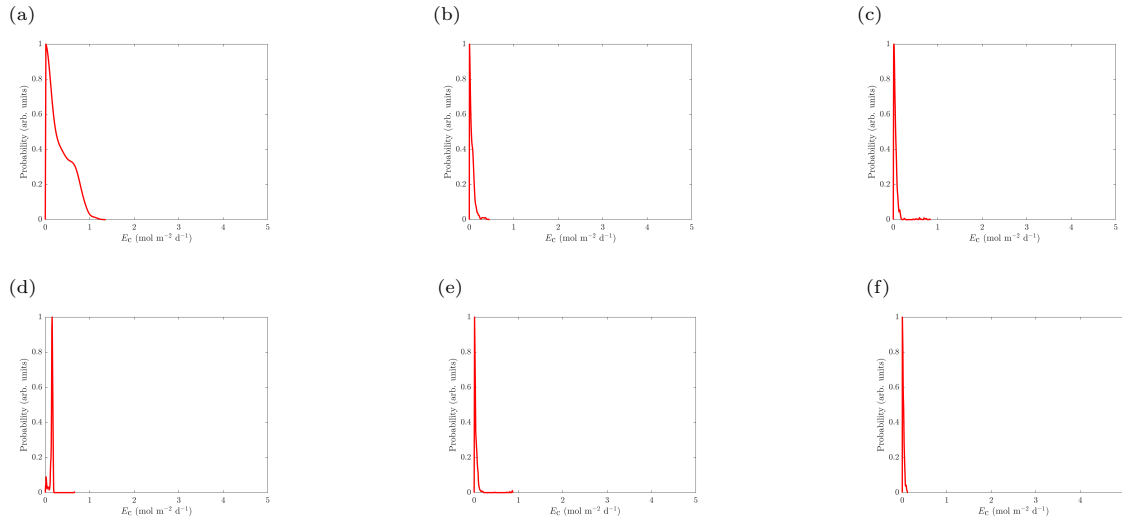 (a)
(b)
(c)
1
0.8
0.6
0.4
0.2
0
Probability (arb. units)
0 1 2 3 4 5
E_c (mol m⁻² d⁻¹)
1
0.8
0.6
0.4
0.2
0
Probability (arb. units)
0 1 2 3 4 5
E_c (mol m⁻² d⁻¹)
1
0.8
0.6
0.4
0.2
0
Probability (arb. units)
0 1 2 3 4 5
E_c (mol m⁻² d⁻¹)
(d)
(e)
(f)
1
0.8
0.6
0.4
0.2
0
Probability (arb. units)
0 1 2 3 4 5
E_c (mol m⁻² d⁻¹)
1
0.8
0.6
0.4
0.2
0
Probability (arb. units)
0 1 2 3 4 5
E_c (mol m⁻² d⁻¹)
1
0.8
0.6
0.4
0.2
0
Probability (arb. units)
0 1 2 3 4
E_c (mol m⁻² d⁻¹)